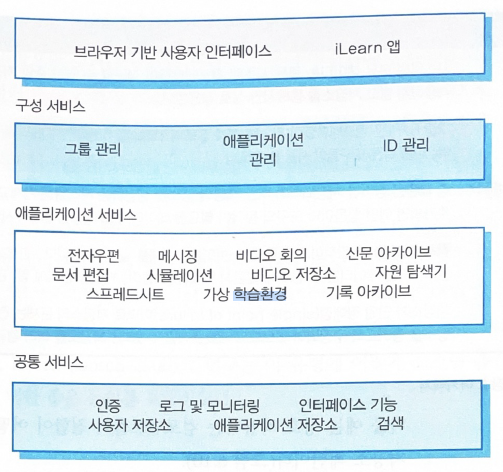 브라우저 기반 사용자 인터페이스 iLearn 앱
구성 서비스
그룹 관리 애플리케이션 관리 ID 관리
애플리케이션 서비스
전자우편 메시징 비디오 회의 신문 아카이브
문서 편집 시뮬레이션 비디오 저장소 자원 탐색기
스프레드시트 가상 학습환경 기록 아카이브
공통 서비스
인증 로그 및 모니터링 인터페이스 기능
사용자 저장소 애플리케이션 저장소 검색